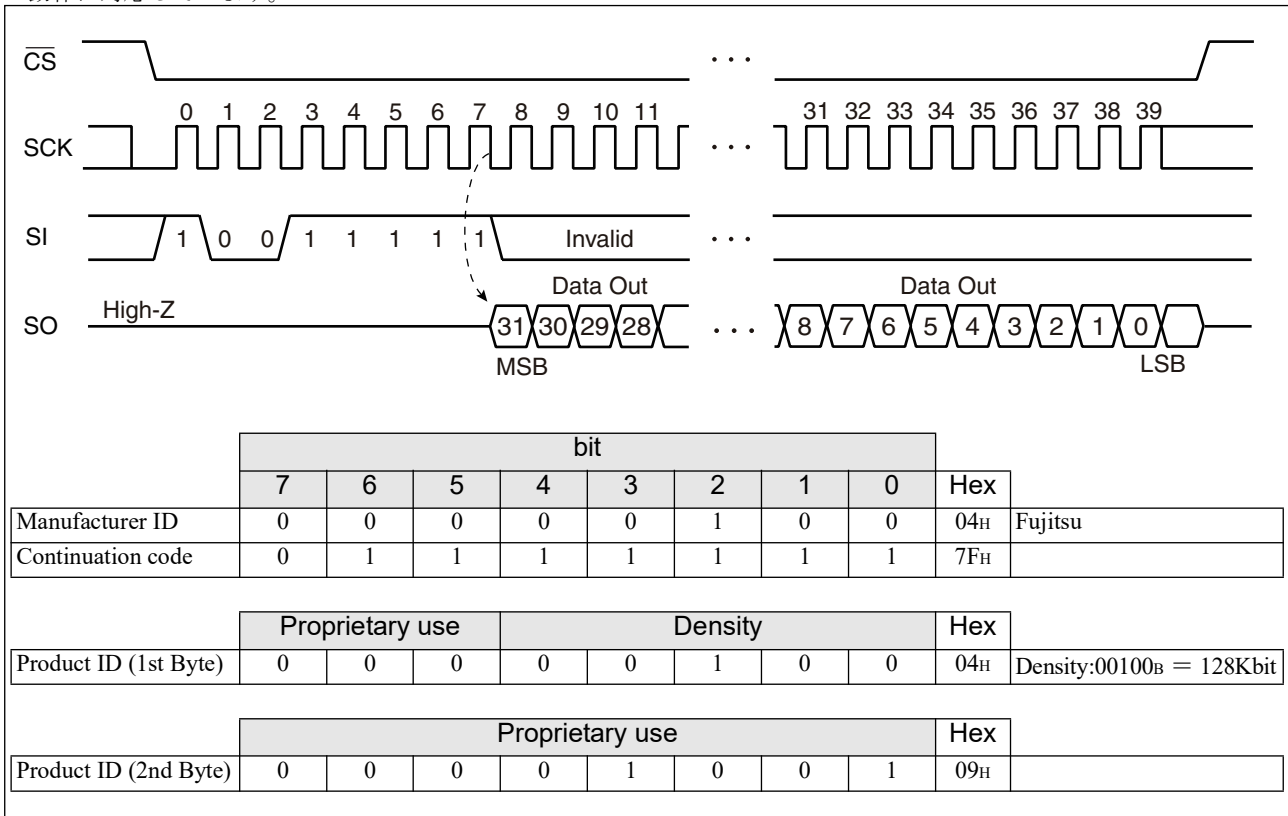 CS
0 1 2 3 4 5 6 7 8 9 10 11 31 32 33 34 35 36 37 38 39
SCK
. . .
SI 1 0 0 1 1 1 1 1 Invalid . . .
Data Out Data Out
High-Z
SO 31 30 29 28 . . . 8 7 6 5 4 3 2 1 0
MSB LSB
bit
7 6 5 4 3 2 1 0 Hex
Manufacturer ID 0 0 0 0 0 1 0 0 04H Fujitsu
Continuation code 0 1 1 1 1 1 1 1 7FH
Proprietary use Density Hex
Product ID (1st Byte) 0 0 0 0 0 1 0 0 04H Density:00100B = 128Kbit
Proprietary use Hex
Product ID (2nd Byte) 0 0 0 0 1 0 0 1 09H